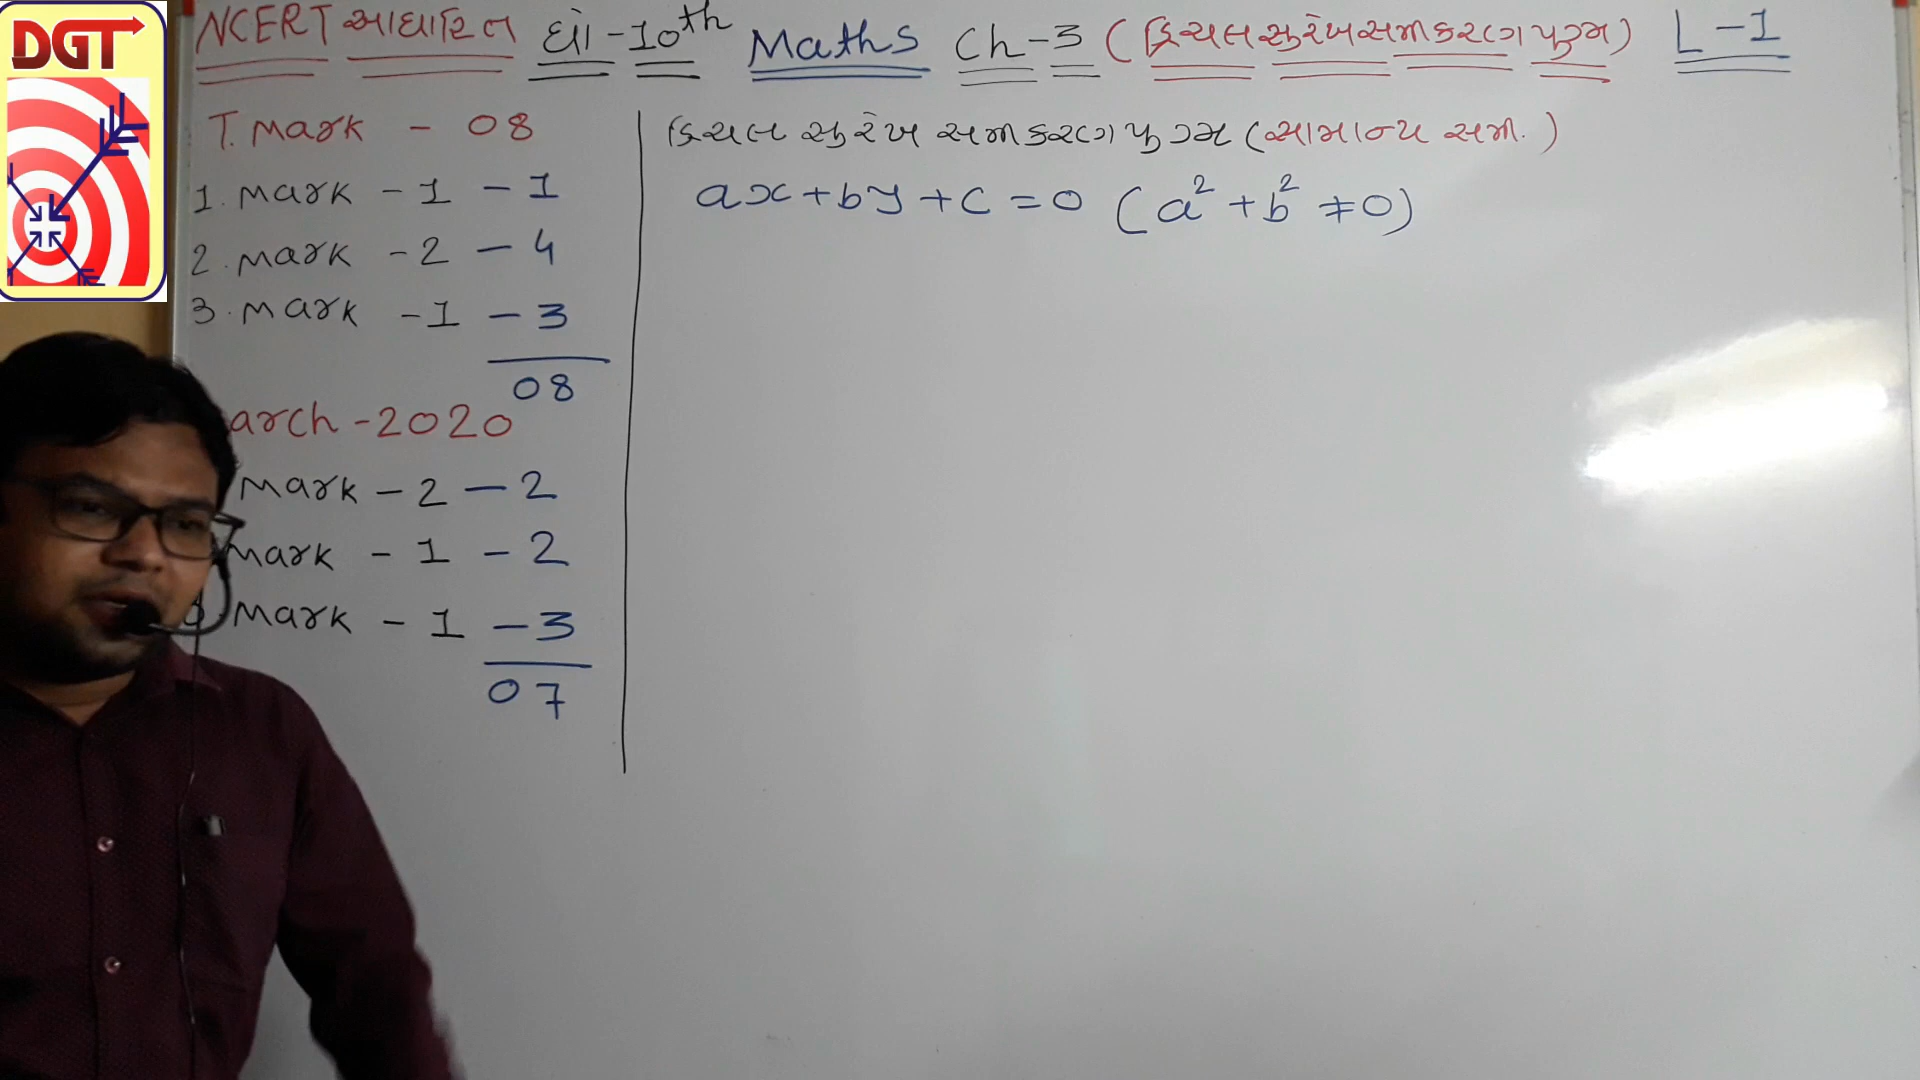 DGT
NCERT આધારિત ધો-10th Maths Ch-3 (દ્વિચલ સુરેખ સમીકરણ યુગ્મ) L-1
T. Mark - 08
1. Mark - 1 - 1
2. Mark - 2 - 4
3. Mark - 1 - 3
08
arch-2020
Mark - 2 - 2
Mark - 1 - 2
Mark - 1 - 3
07
દ્વિચલ સુરેખ સમીકરણ યુગ્મ (સામાન્ય સમી.)
ax+by+c=0 (a²+b²≠0)